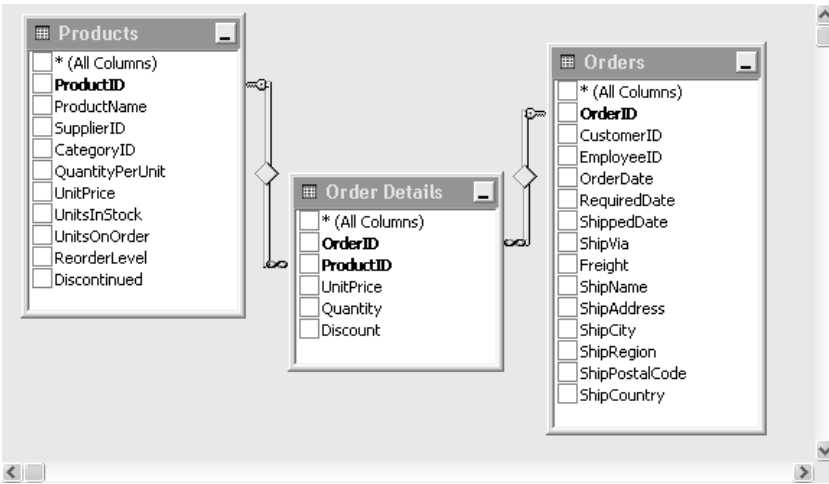 Products
* (All Columns)
ProductID
ProductName
SupplierID
CategoryID
QuantityPerUnit
UnitPrice
UnitsInStock
UnitsOnOrder
ReorderLevel
Discontinued
Order Details
* (All Columns)
OrderID
ProductID
UnitPrice
Quantity
Discount
Orders
* (All Columns)
OrderID
CustomerID
EmployeeID
OrderDate
RequiredDate
ShippedDate
ShipVia
Freight
ShipName
ShipAddress
ShipCity
ShipRegion
ShipPostalCode
ShipCountry